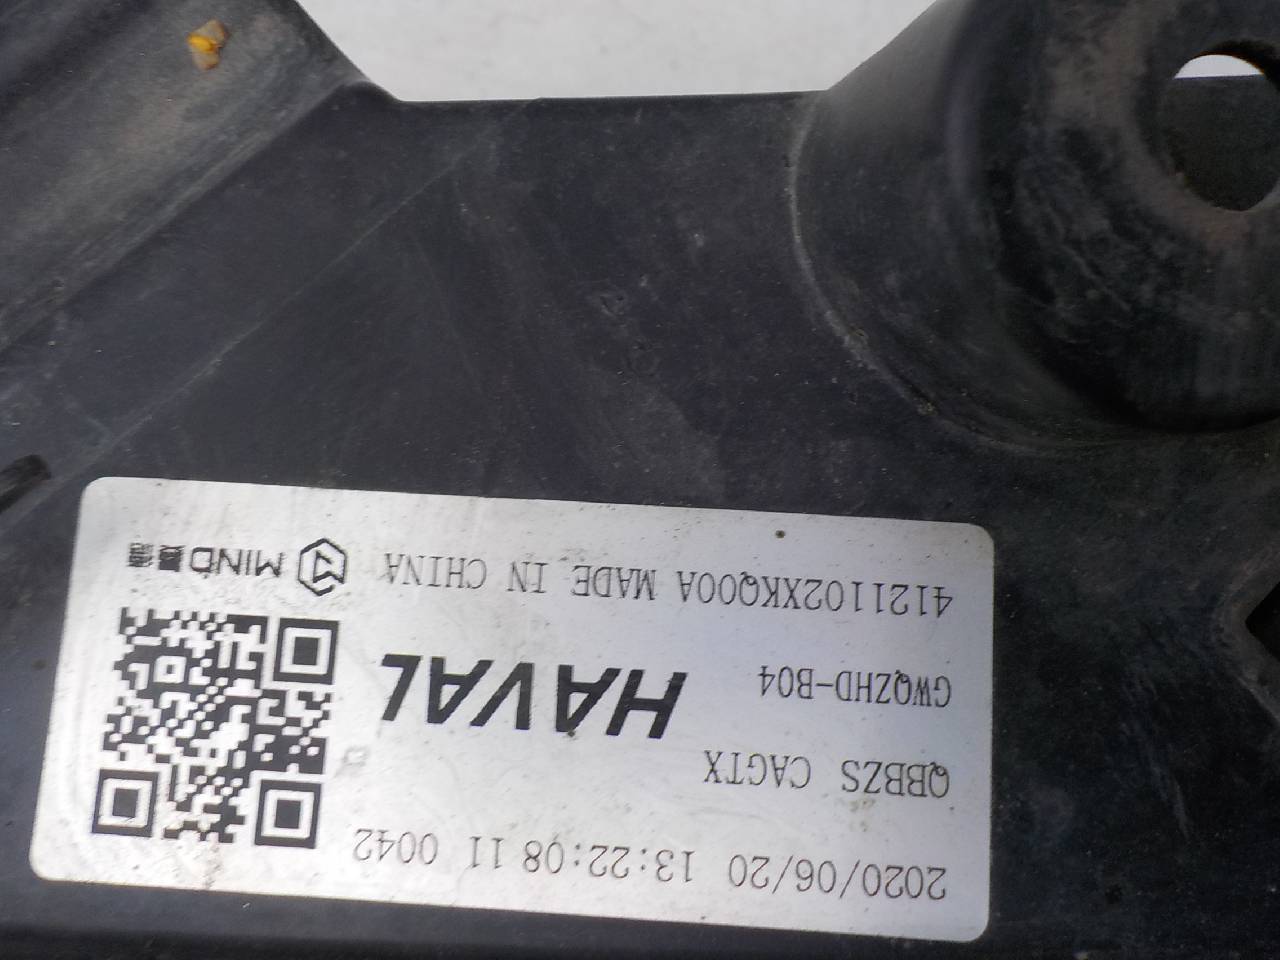 2020/06/20 13:22:08 11 0042
QBBZS CAGTX
GWQZHD-B04
HAVAL
4121102XKQ00A MADE IN CHINA
MIND